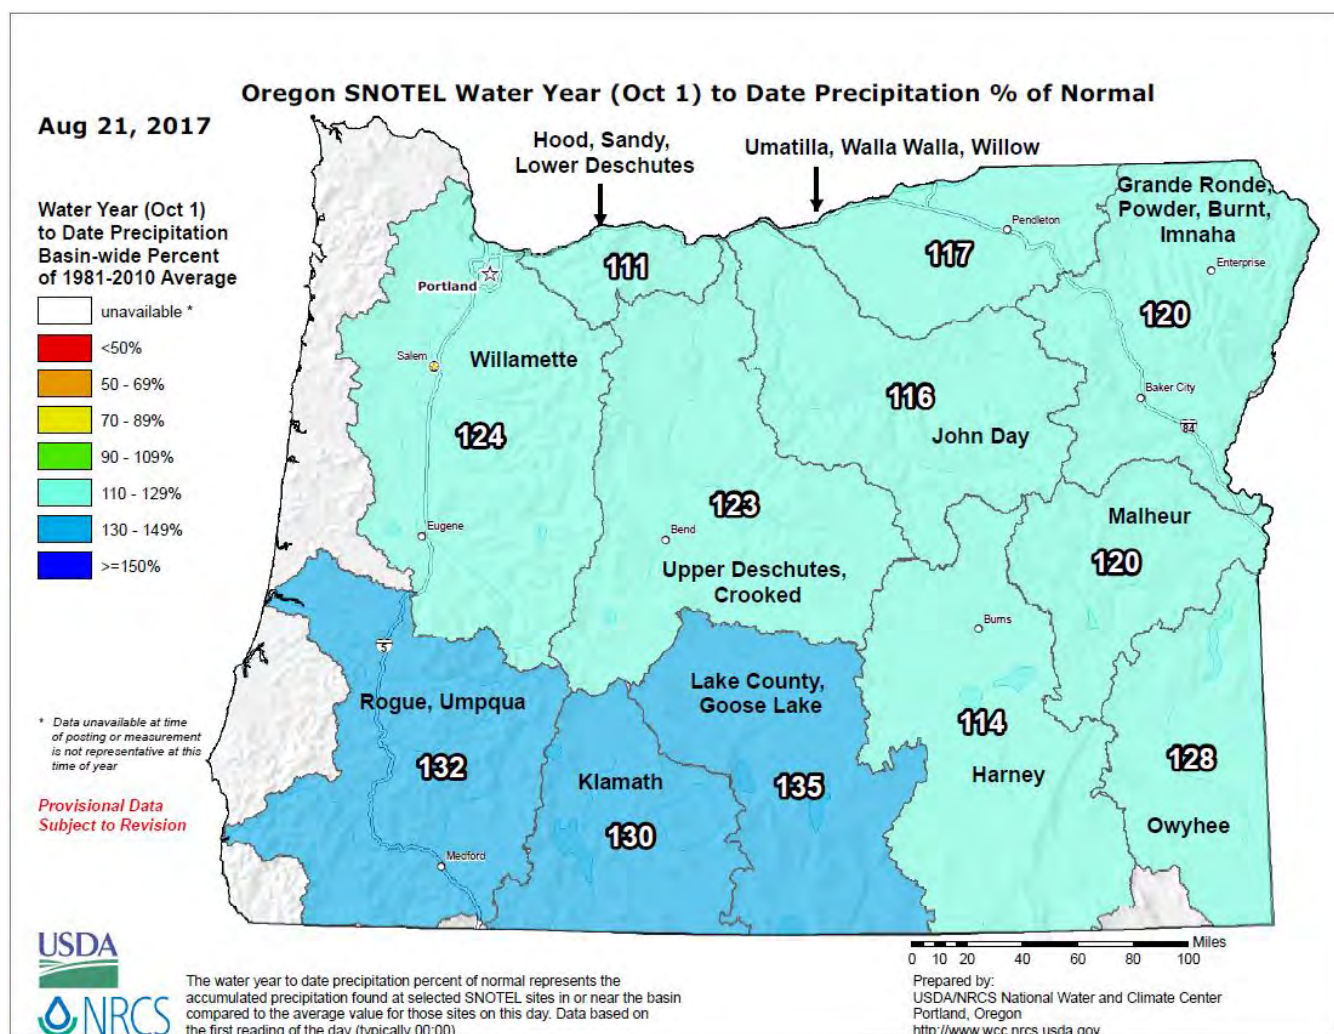 Oregon SNOTEL Water Year (Oct 1) to Date Precipitation % of Normal
Aug 21, 2017
Water Year (Oct 1)
to Date Precipitation
Basin-wide Percent
of 1981-2010 Average
unavailable *
<50%
50 - 69%
70 - 89%
90 - 109%
110 - 129%
130 - 149%
>=150%
* Data unavailable at time
of posting or measurement
is not representative at this
time of year
Provisional Data
Subject to Revision
Hood, Sandy,
Lower Deschutes
111
Umatilla, Walla Walla, Willow
117
Pendleton
Grande Ronde,
Powder, Burnt,
Imnaha
Enterprise
120
Baker City
84
Portland
Salem
Willamette
124
Eugene
116
John Day
123
Bend
Upper Deschutes,
Crooked
Malheur
120
Burns
5
Rogue, Umpqua
132
Medford
Klamath
130
Lake County,
Goose Lake
135
114
Harney
128
Owyhee
Miles
0 10 20 40 60 80 100
USDA
NRCS
The water year to date precipitation percent of normal represents the
accumulated precipitation found at selected SNOTEL sites in or near the basin
compared to the average value for those sites on this day. Data based on
the first reading of the day (typically 00:00)
Prepared by:
USDA/NRCS National Water and Climate Center
Portland, Oregon
http://www.wcc.nrcs.usda.gov